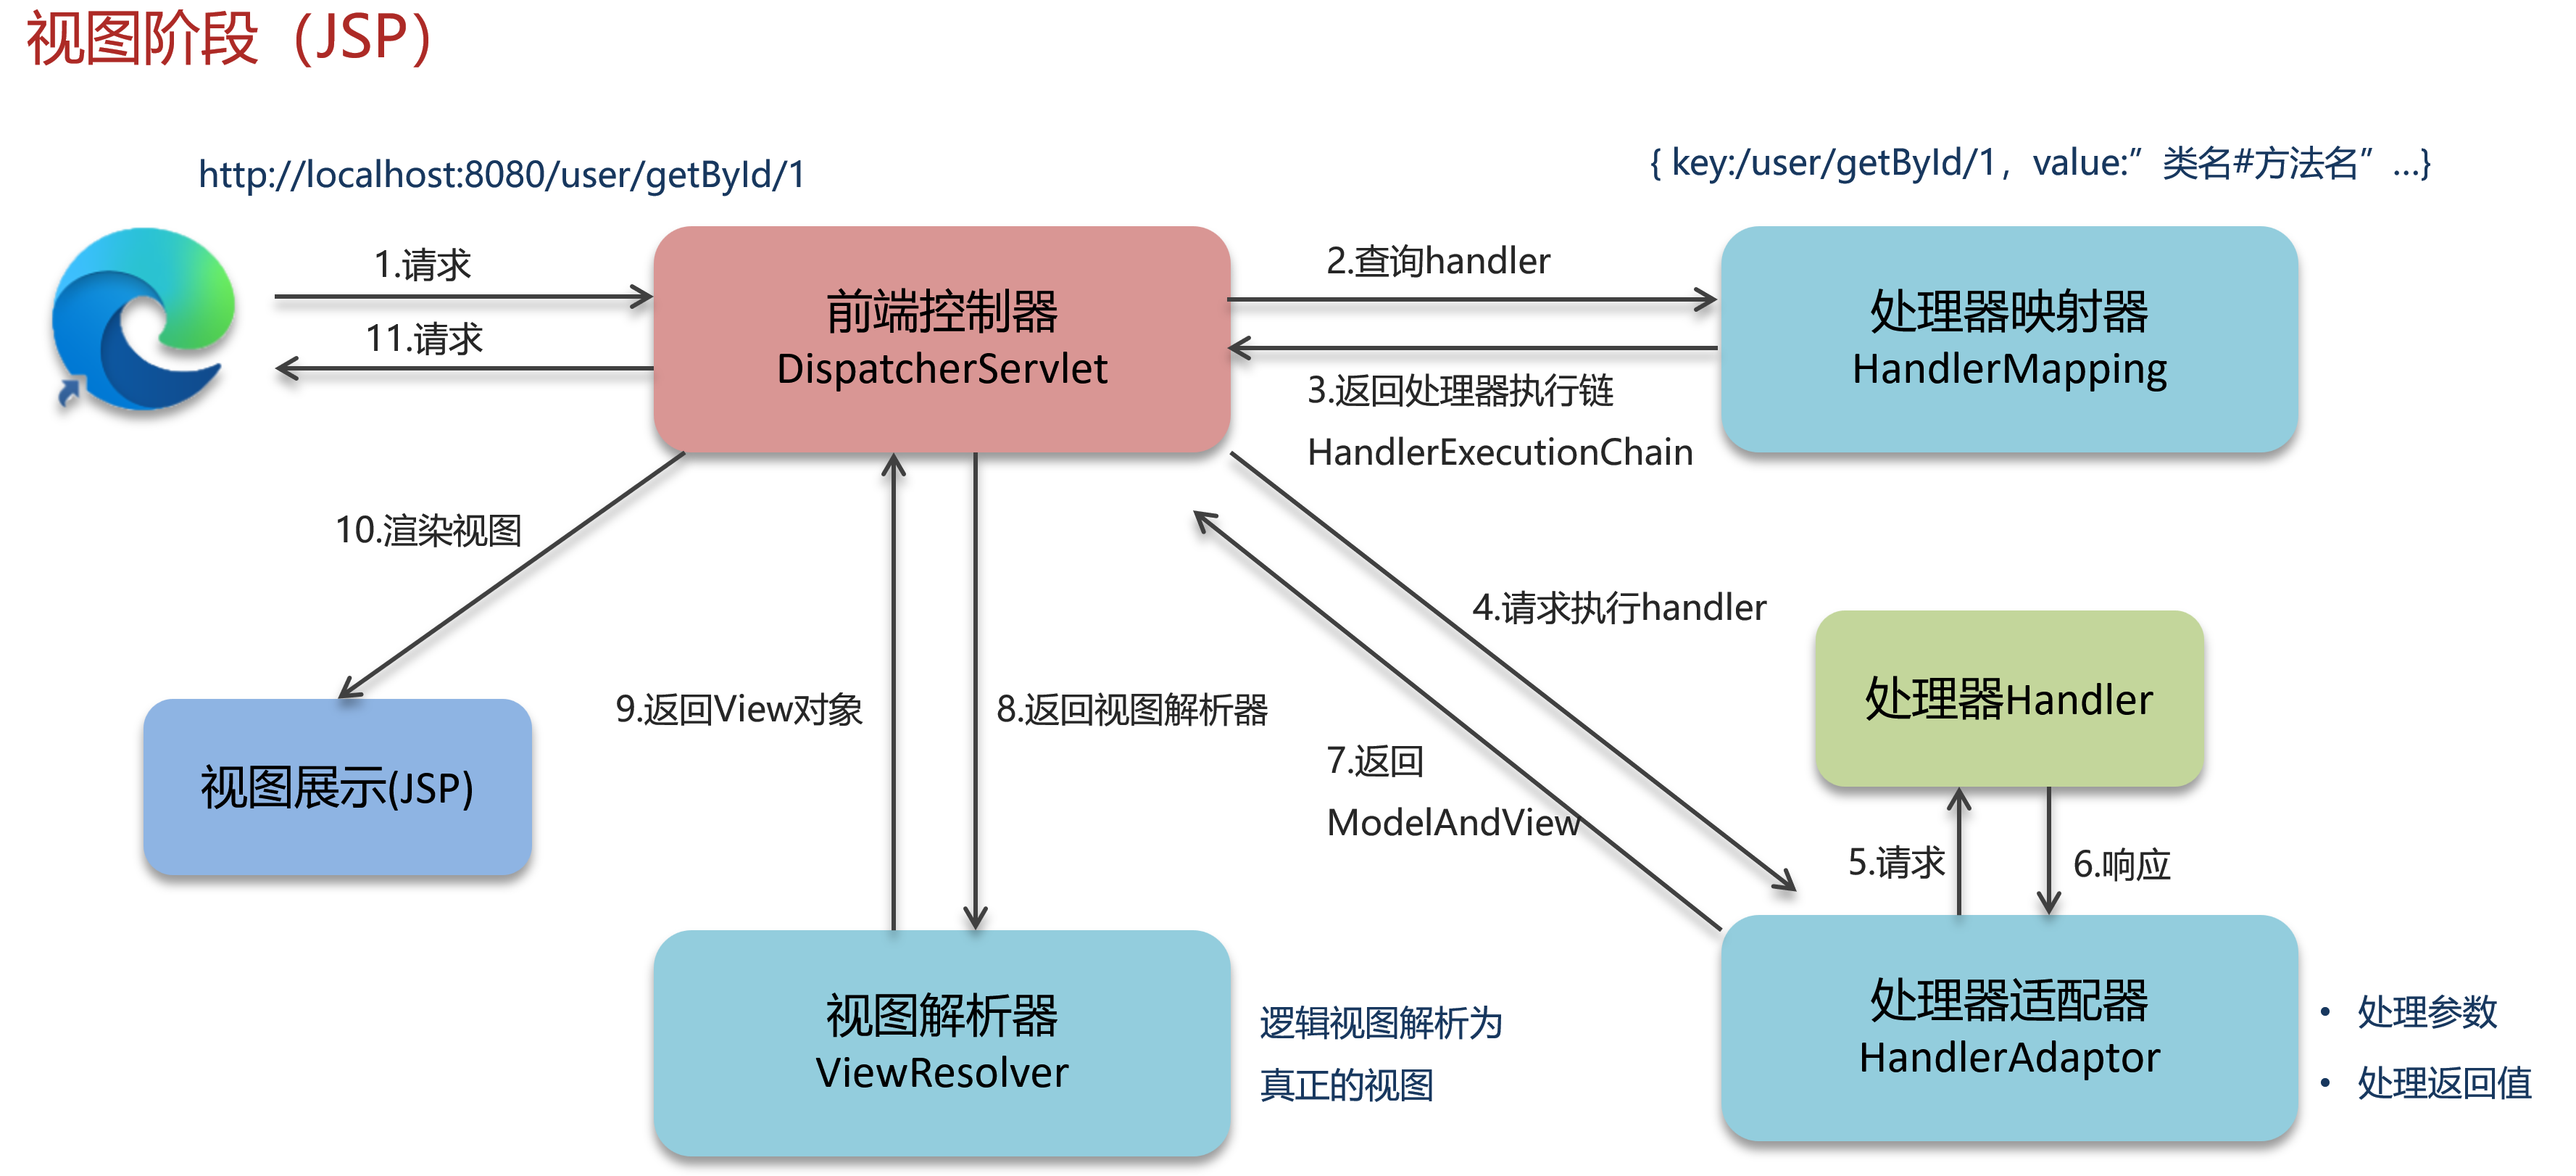 视图阶段（JSP）
http://localhost:8080/user/getById/1
{ key:/user/getById/1，value:”类名#方法名”...}
1.请求
11.请求
前端控制器
DispatcherServlet
2.查询handler
3.返回处理器执行链
HandlerExecutionChain
处理器映射器
HandlerMapping
10.渲染视图
4.请求执行handler
处理器Handler
9.返回View对象
8.返回视图解析器
7.返回
ModelAndView
视图展示(JSP)
5.请求
6.响应
视图解析器
ViewResolver
逻辑视图解析为
真正的视图
处理器适配器
HandlerAdaptor
• 处理参数
• 处理返回值